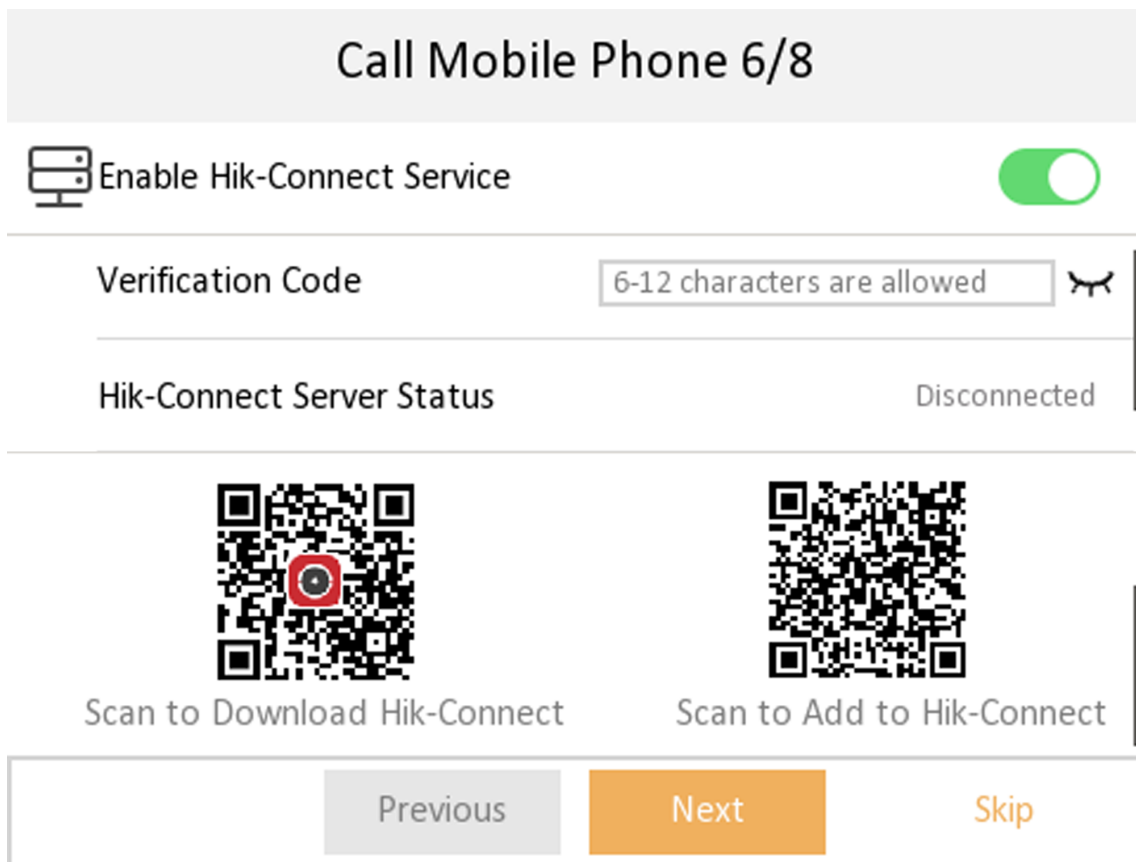 Call Mobile Phone 6/8
Enable Hik-Connect Service
Verification Code 6-12 characters are allowed
Hik-Connect Server Status Disconnected
Scan to Download Hik-Connect Scan to Add to Hik-Connect
Previous Next Skip